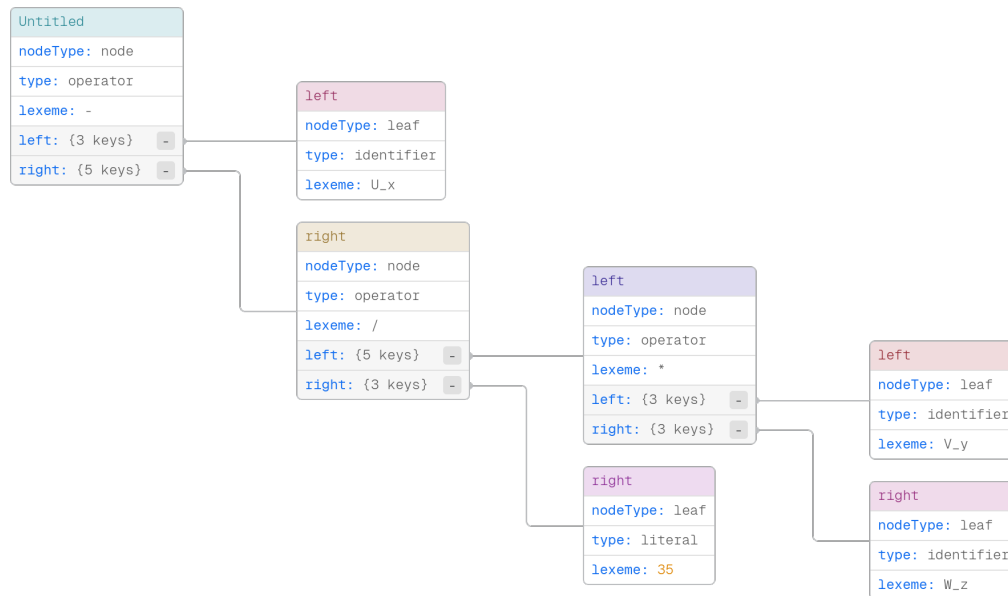 Untitled
nodeType: node
type: operator
lexeme: -
left: {3 keys} -
right: {5 keys} -
left
nodeType: leaf
type: identifier
lexeme: U_x
right
nodeType: node
type: operator
lexeme: /
left: {5 keys} -
right: {3 keys} -
left
nodeType: node
type: operator
lexeme: *
left: {3 keys} -
right: {3 keys} -
right
nodeType: leaf
type: literal
lexeme: 35
left
nodeType: leaf
type: identifier
lexeme: V_y
right
nodeType: leaf
type: identifier
lexeme: W_z